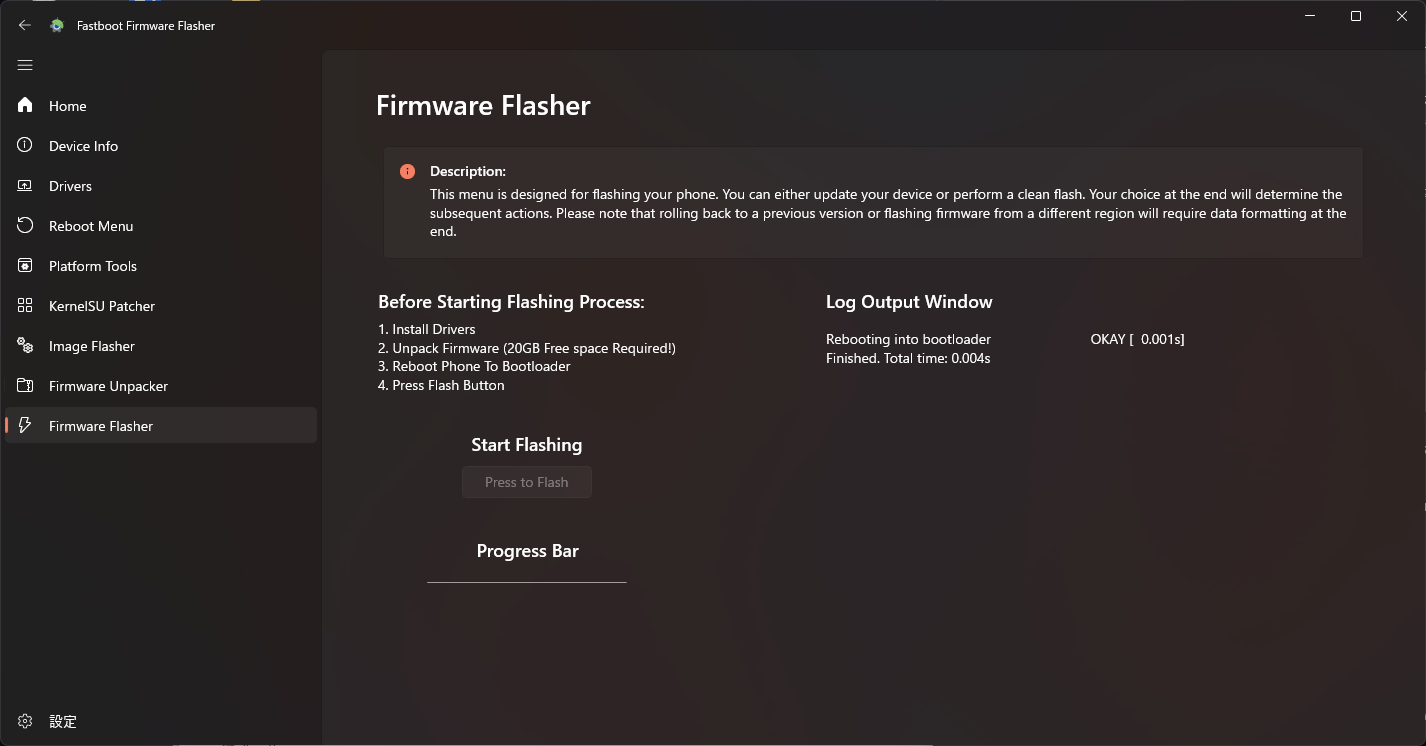 Fastboot Firmware Flasher
Home
Device Info
Drivers
Reboot Menu
Platform Tools
KernelSU Patcher
Image Flasher
Firmware Unpacker
Firmware Flasher
設定
Firmware Flasher
Description:
This menu is designed for flashing your phone. You can either update your device or perform a clean flash. Your choice at the end will determine the
subsequent actions. Please note that rolling back to a previous version or flashing firmware from a different region will require data formatting at the
end.
Before Starting Flashing Process:
1. Install Drivers
2. Unpack Firmware (20GB Free space Required!)
3. Reboot Phone To Bootloader
4. Press Flash Button
Start Flashing
Press to Flash
Progress Bar
Log Output Window
Rebooting into bootloader OKAY [  0.001s]
Finished. Total time: 0.004s